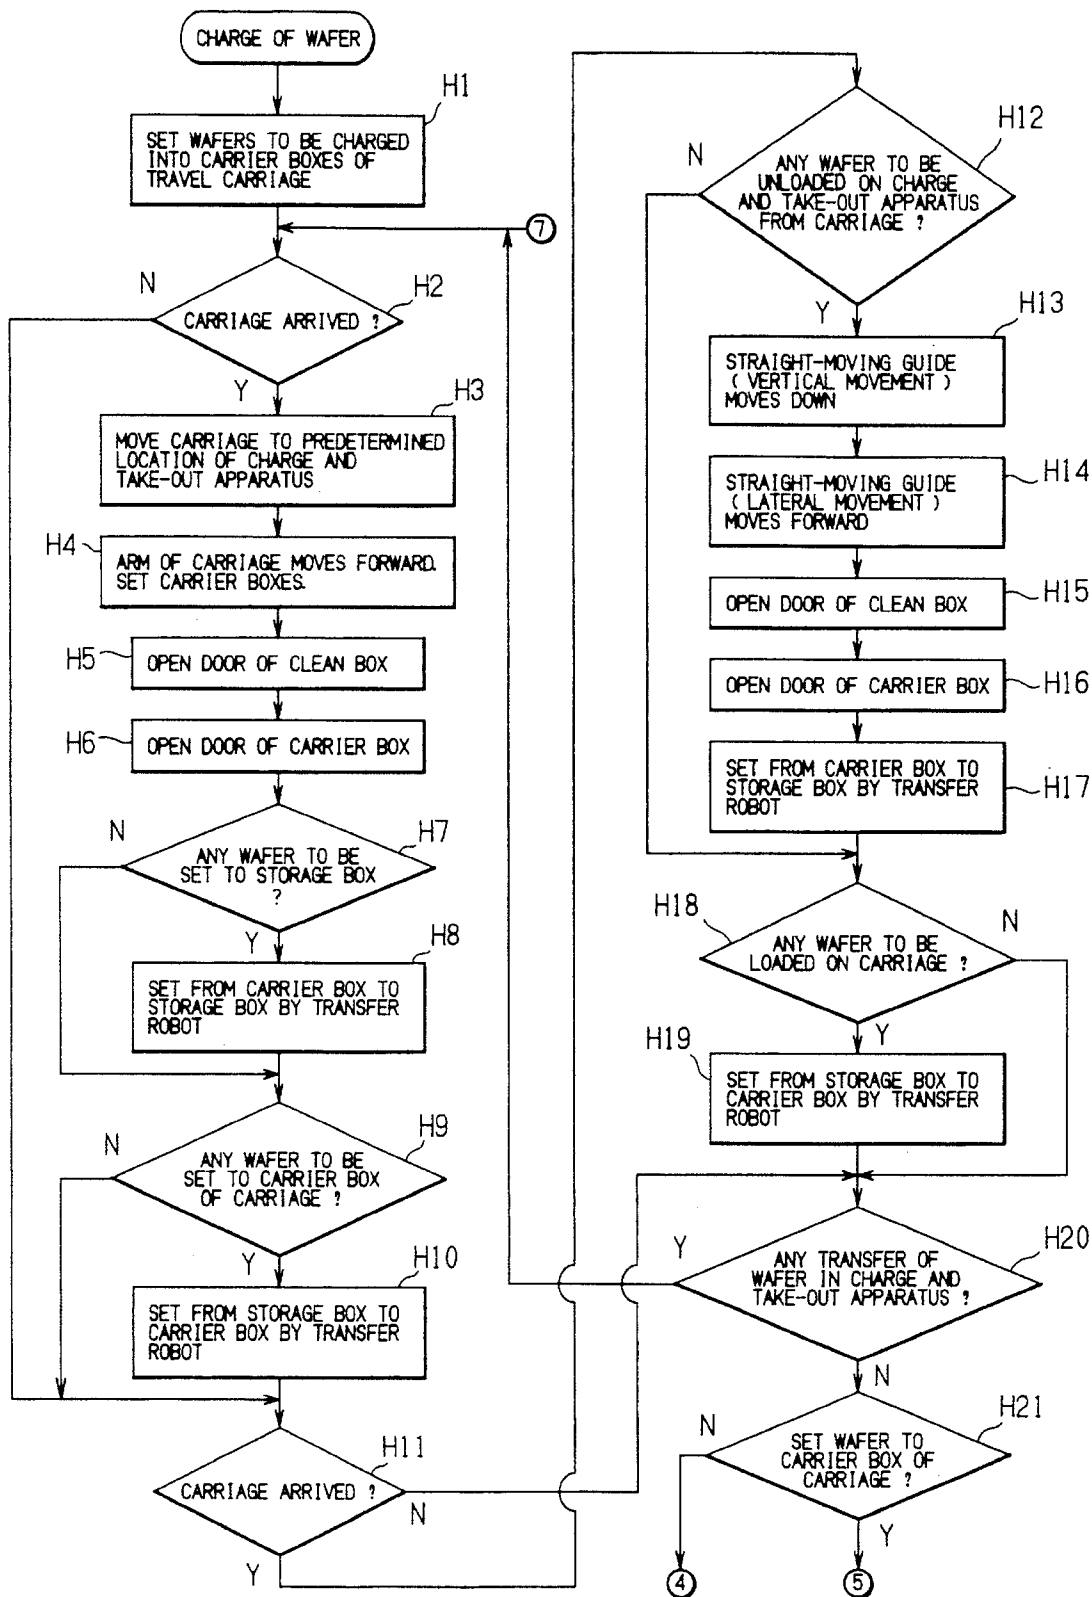 CHARGE OF WAFER
H1
SET WAFERS TO BE CHARGED
INTO CARRIER BOXES OF
TRAVEL CARRIAGE
7
N
H2
CARRIAGE ARRIVED ?
Y
H3
MOVE CARRIAGE TO PREDETERMINED
LOCATION OF CHARGE AND
TAKE-OUT APPARATUS
H4
ARM OF CARRIAGE MOVES FORWARD.
SET CARRIER BOXES.
H5
OPEN DOOR OF CLEAN BOX
H6
OPEN DOOR OF CARRIER BOX
N
H7
ANY WAFER TO BE
SET TO STORAGE BOX
?
Y
H8
SET FROM CARRIER BOX TO
STORAGE BOX BY TRANSFER
ROBOT
N
H9
ANY WAFER TO BE
SET TO CARRIER BOX
OF CARRIAGE ?
Y
H10
SET FROM STORAGE BOX TO
CARRIER BOX BY TRANSFER
ROBOT
H11
CARRIAGE ARRIVED ?
N
Y
H12
N
ANY WAFER TO BE
UNLOADED ON CHARGE
AND TAKE-OUT APPARATUS
FROM CARRIAGE ?
Y
H13
STRAIGHT-MOVING GUIDE
( VERTICAL MOVEMENT )
MOVES DOWN
H14
STRAIGHT-MOVING GUIDE
( LATERAL MOVEMENT )
MOVES FORWARD
H15
OPEN DOOR OF CLEAN BOX
H16
OPEN DOOR OF CARRIER BOX
H17
SET FROM CARRIER BOX TO
STORAGE BOX BY TRANSFER
ROBOT
H18
N
ANY WAFER TO BE
LOADED ON CARRIAGE ?
Y
H19
SET FROM STORAGE BOX TO
CARRIER BOX BY TRANSFER
ROBOT
H20
Y
ANY TRANSFER OF
WAFER IN CHARGE AND
TAKE-OUT APPARATUS ?
N
H21
N
SET WAFER TO
CARRIER BOX OF
CARRIAGE ?
Y
4
5